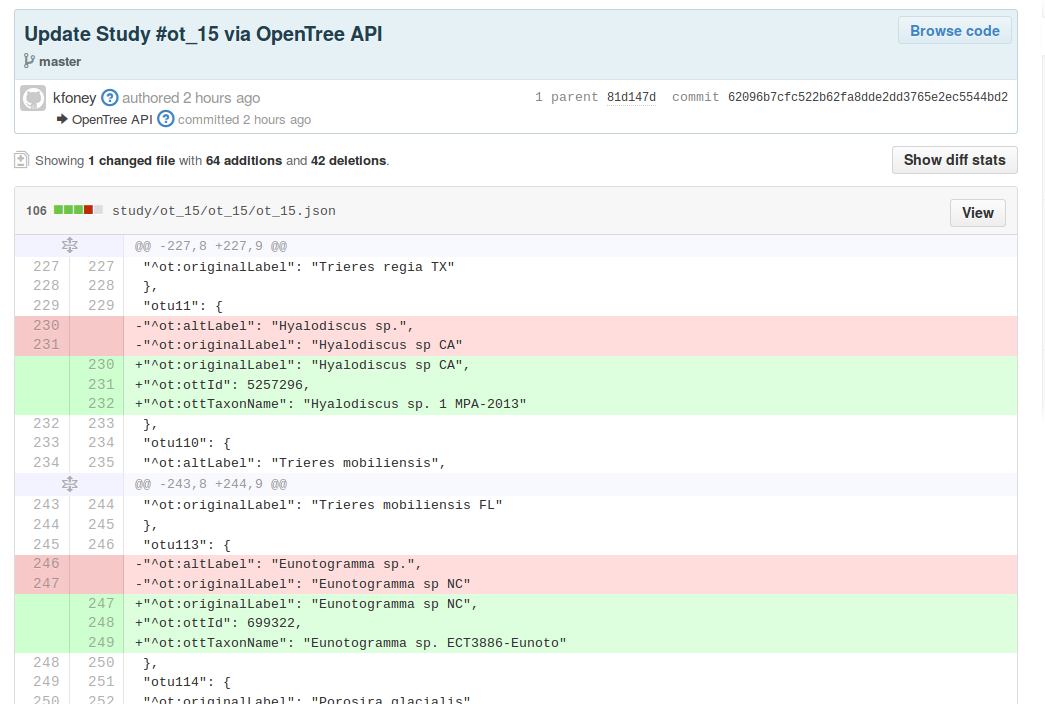 Update Study #ot_15 via OpenTree API
Browse code
master
kfoney ? authored 2 hours ago
1 parent 81d147d commit 62096b7cfc522b62fa8dde2dd3765e2ec5544bd2
OpenTree API ? committed 2 hours ago
Showing 1 changed file with 64 additions and 42 deletions.
Show diff stats
106 study/ot_15/ot_15/ot_15.json
View
@@ -227,8 +227,9 @@
227 227 "^ot:originalLabel": "Trieres regia TX"
228 228 },
229 229 "otu11": {
230 -"^ot:altLabel": "Hyalodiscus sp.",
231 -"^ot:originalLabel": "Hyalodiscus sp CA"
230 +"^ot:originalLabel": "Hyalodiscus sp CA",
231 +"^ot:ottId": 5257296,
232 +"^ot:ottTaxonName": "Hyalodiscus sp. 1 MPA-2013"
232 233 },
233 234 "otu110": {
234 235 "^ot:altLabel": "Trieres mobiliensis",
@@ -243,8 +244,9 @@
243 244 "^ot:originalLabel": "Trieres mobiliensis FL"
244 245 },
245 246 "otu113": {
246 -"^ot:altLabel": "Eunotogramma sp.",
247 -"^ot:originalLabel": "Eunotogramma sp NC"
247 +"^ot:originalLabel": "Eunotogramma sp NC",
248 +"^ot:ottId": 699322,
249 +"^ot:ottTaxonName": "Eunotogramma sp. ECT3886-Eunoto"
248 250 },
249 251 "otu114": {
250 252 "^ot:originalLabel": "Porosira glacialis"